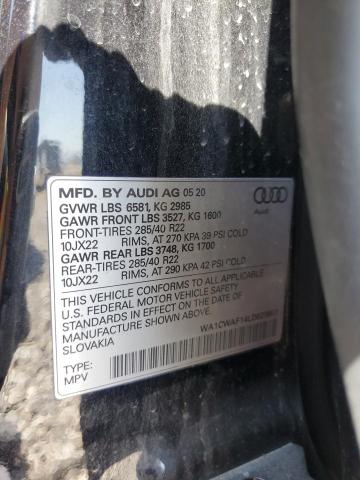 MFD. BY AUDI AG 05 20
GVWR LBS 6581, KG 2985
GAWR FRONT LBS 3527, KG 1600
FRONT-TIRES 285/40 R22
10JX22 RIMS, AT 270 KPA 39 PSI COLD
GAWR REAR LBS 3748, KG 1700
REAR-TIRES 285/40 R22
10JX22 RIMS, AT 290 KPA 42 PSI COLD
Audi
THIS VEHICLE CONFORMS TO ALL APPLICABLE
U.S. FEDERAL MOTOR VEHICLE SAFETY
STANDARDS IN EFFECT ON THE DATE OF
MANUFACTURE SHOWN ABOVE.
SLOVAKIA
TYPE:
MPV